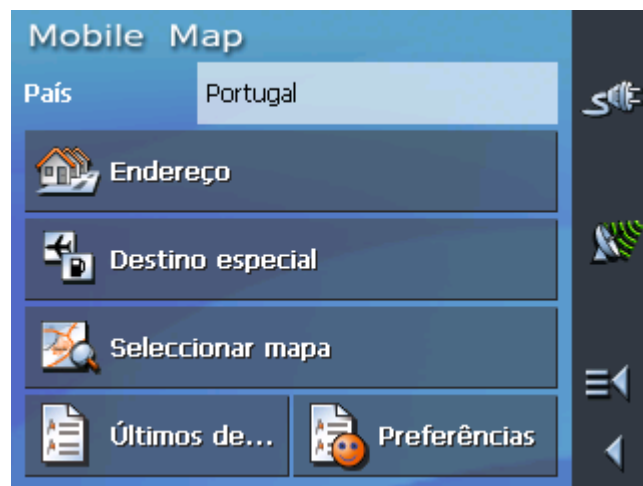 Mobile Map
País Portugal
Endereço
Destino especial
Seleccionar mapa
Últimos de... Preferências